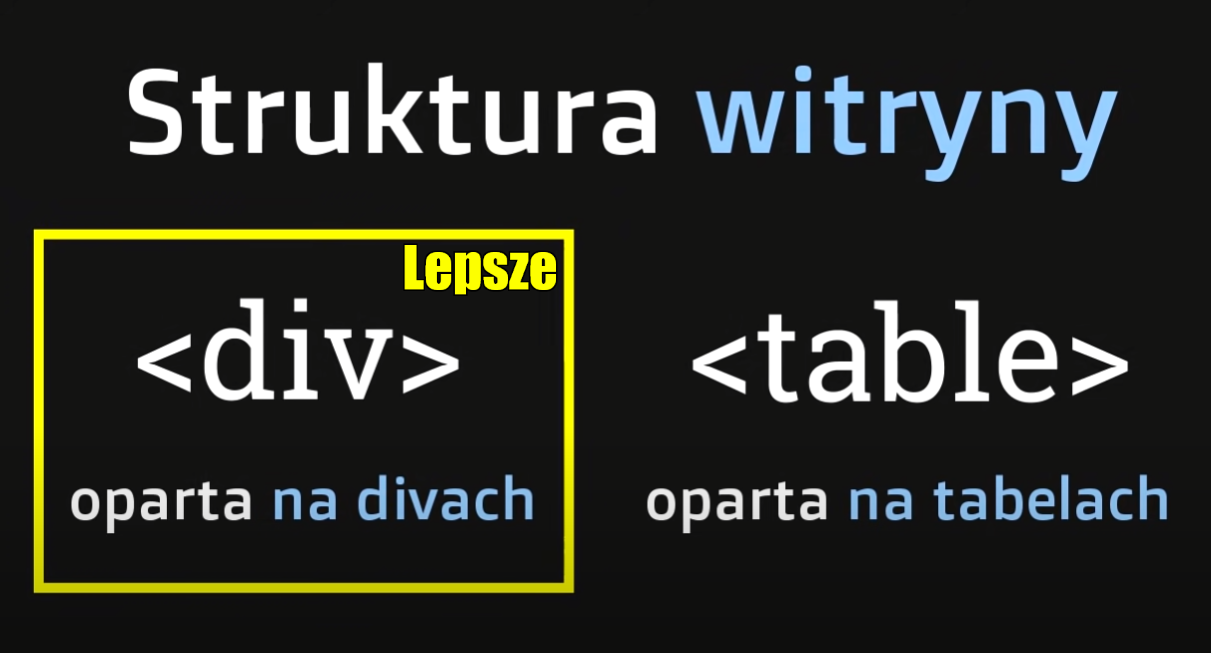 Struktura witryny
Lepsze
<div>
oparta na divach
<table>
oparta na tabelach